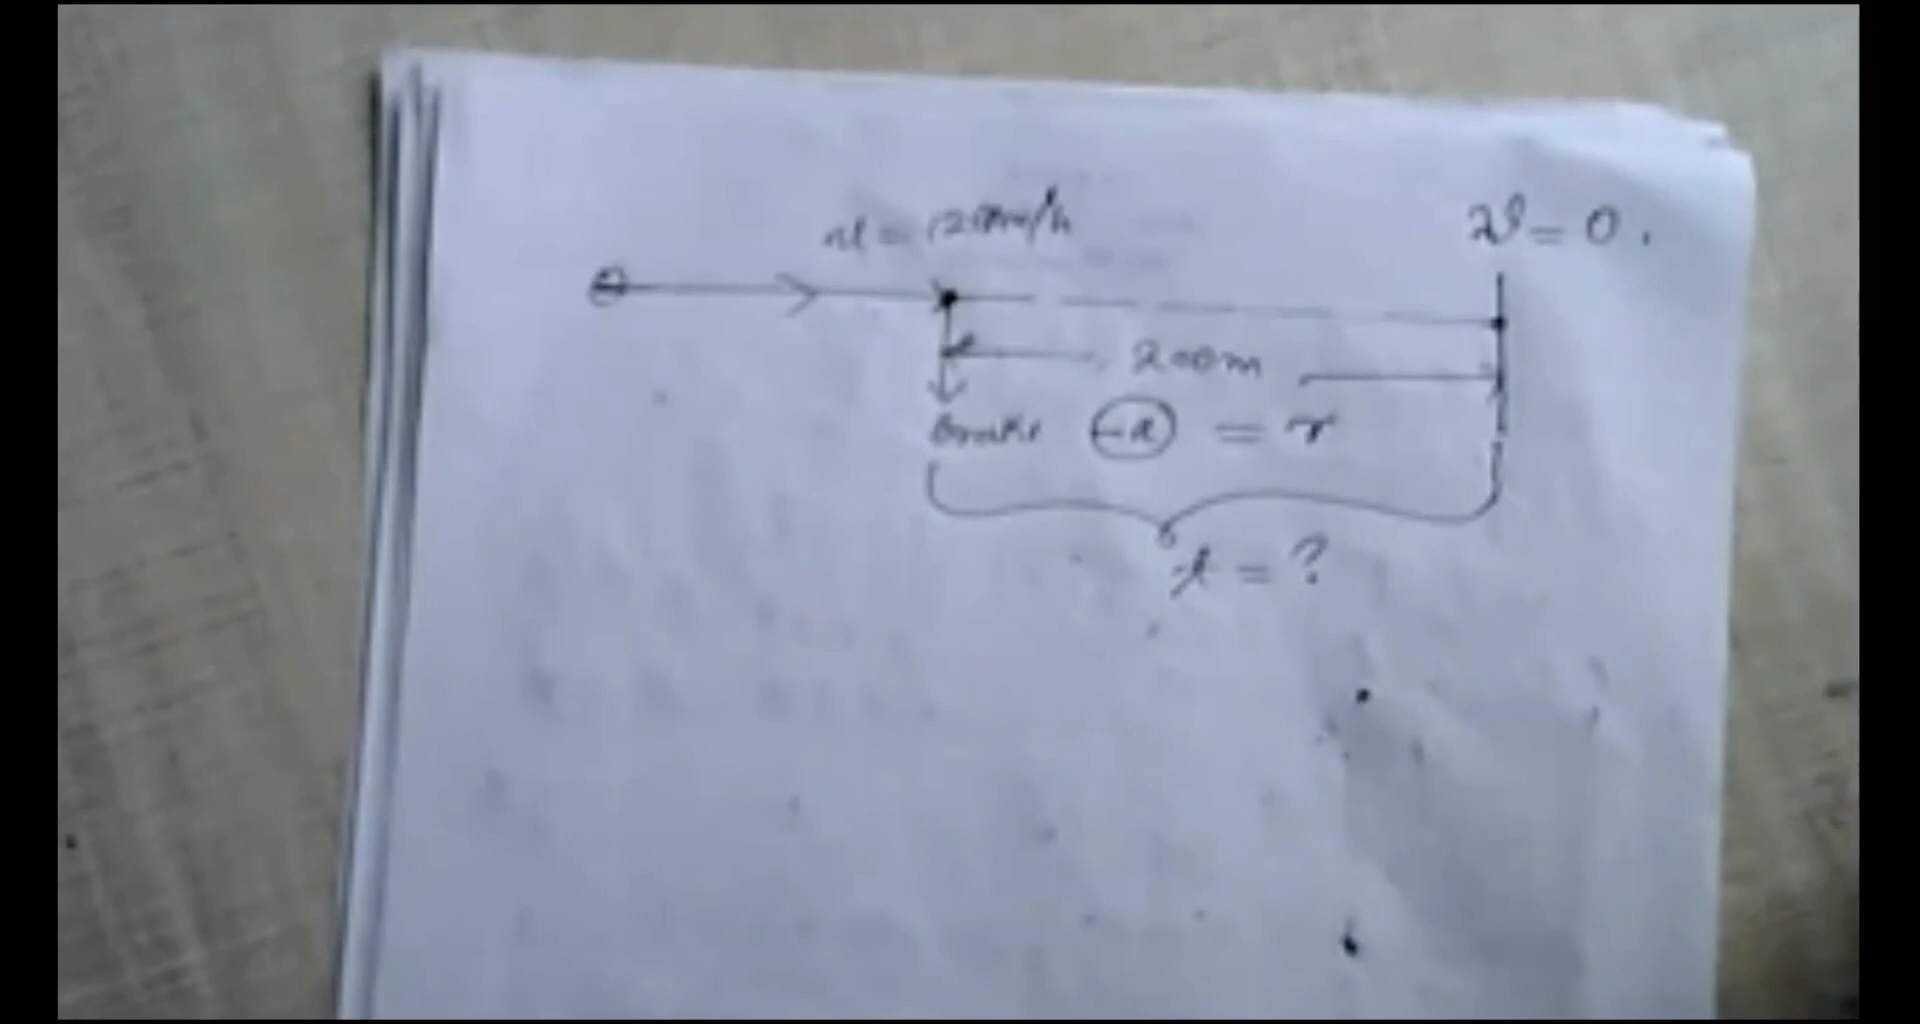 u = 120km/h
v = 0.
200m
Brake -a = r
t = ?